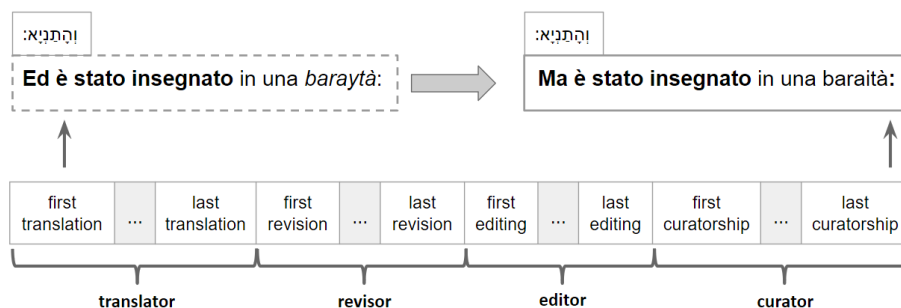 וְהָתַנְיָא:
Ed è stato insegnato in una baraytà:
וְהָתַנְיָא:
Ma è stato insegnato in una baraità:
first translation
...
last translation
first revision
...
last revision
first editing
...
last editing
first curatorship
...
last curatorship
translator
revisor
editor
curator